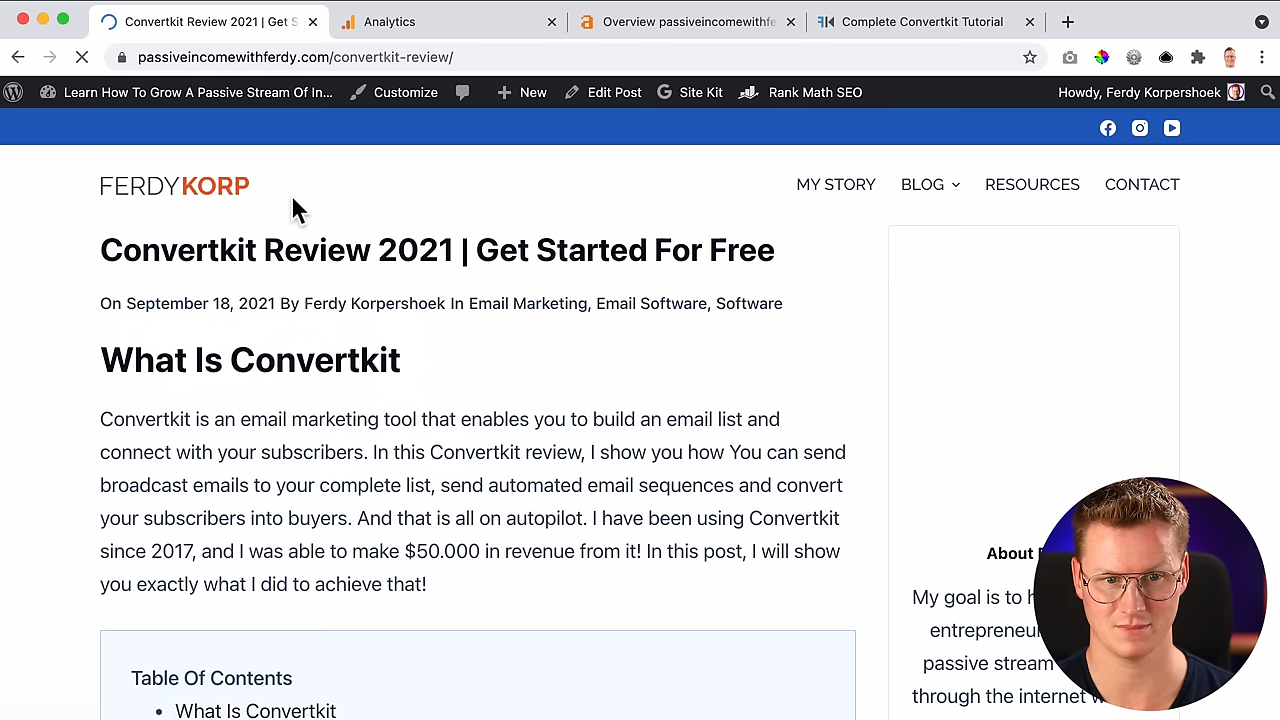 Convertkit Review 2021 | Get S
Analytics
Overview passiveincomewithfe
Complete Convertkit Tutorial
passiveincomewithferdy.com/convertkit-review/
Learn How To Grow A Passive Stream Of In...
Customize
New
Edit Post
Site Kit
Rank Math SEO
Howdy, Ferdy Korpershoek
FERDYKORP
MY STORY
BLOG
RESOURCES
CONTACT
Convertkit Review 2021 | Get Started For Free
On September 18, 2021 By Ferdy Korpershoek In Email Marketing, Email Software, Software
What Is Convertkit
Convertkit is an email marketing tool that enables you to build an email list and
connect with your subscribers. In this Convertkit review, I show you how You can send
broadcast emails to your complete list, send automated email sequences and convert
your subscribers into buyers. And that is all on autopilot. I have been using Convertkit
since 2017, and I was able to make $50.000 in revenue from it! In this post, I will show
you exactly what I did to achieve that!
Table Of Contents
• What Is Convertkit
About
My goal is to
entrepreneu
passive stream
through the internet